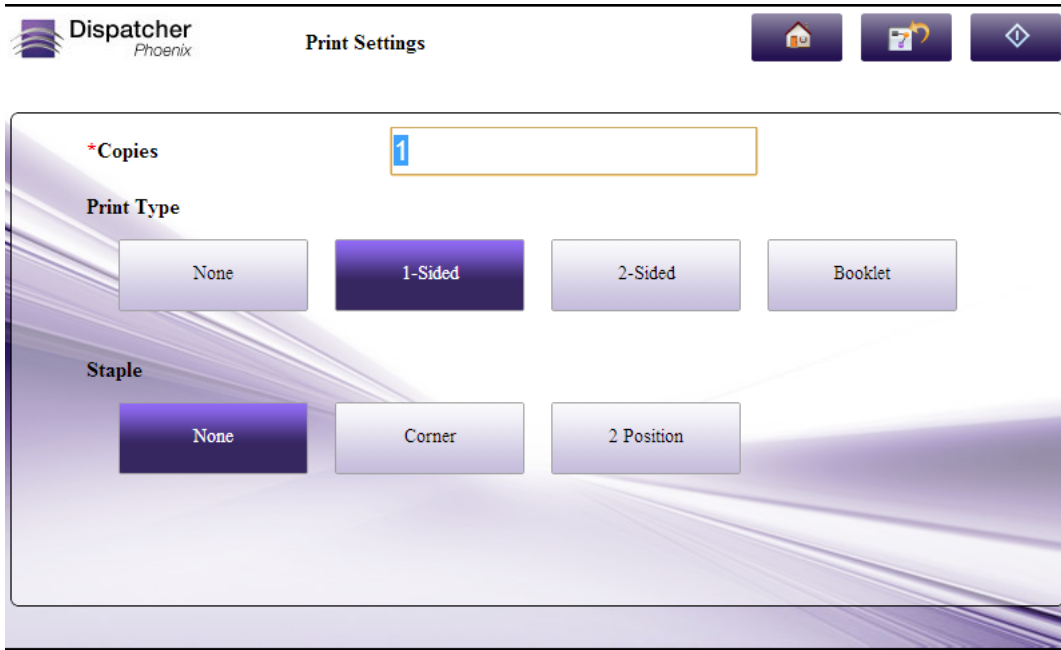 Dispatcher
Phoenix
Print Settings
*Copies
1
Print Type
None
1-Sided
2-Sided
Booklet
Staple
None
Corner
2 Position